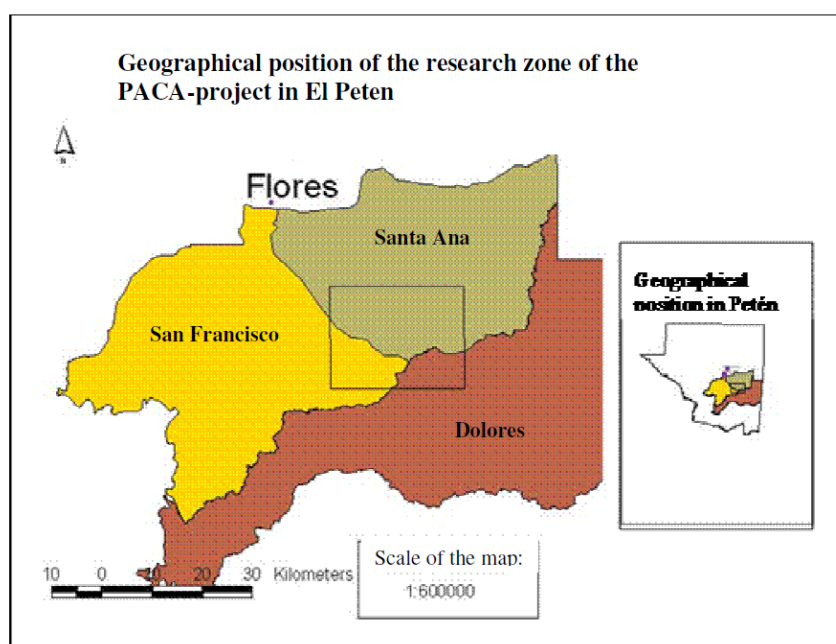 Geographical position of the research zone of the
PACA-project in El Peten
N
Flores
Santa Ana
San Francisco
Dolores
Geographical
position in Petén
10 0 10 20 30 Kilometers
Scale of the map:
1:600000